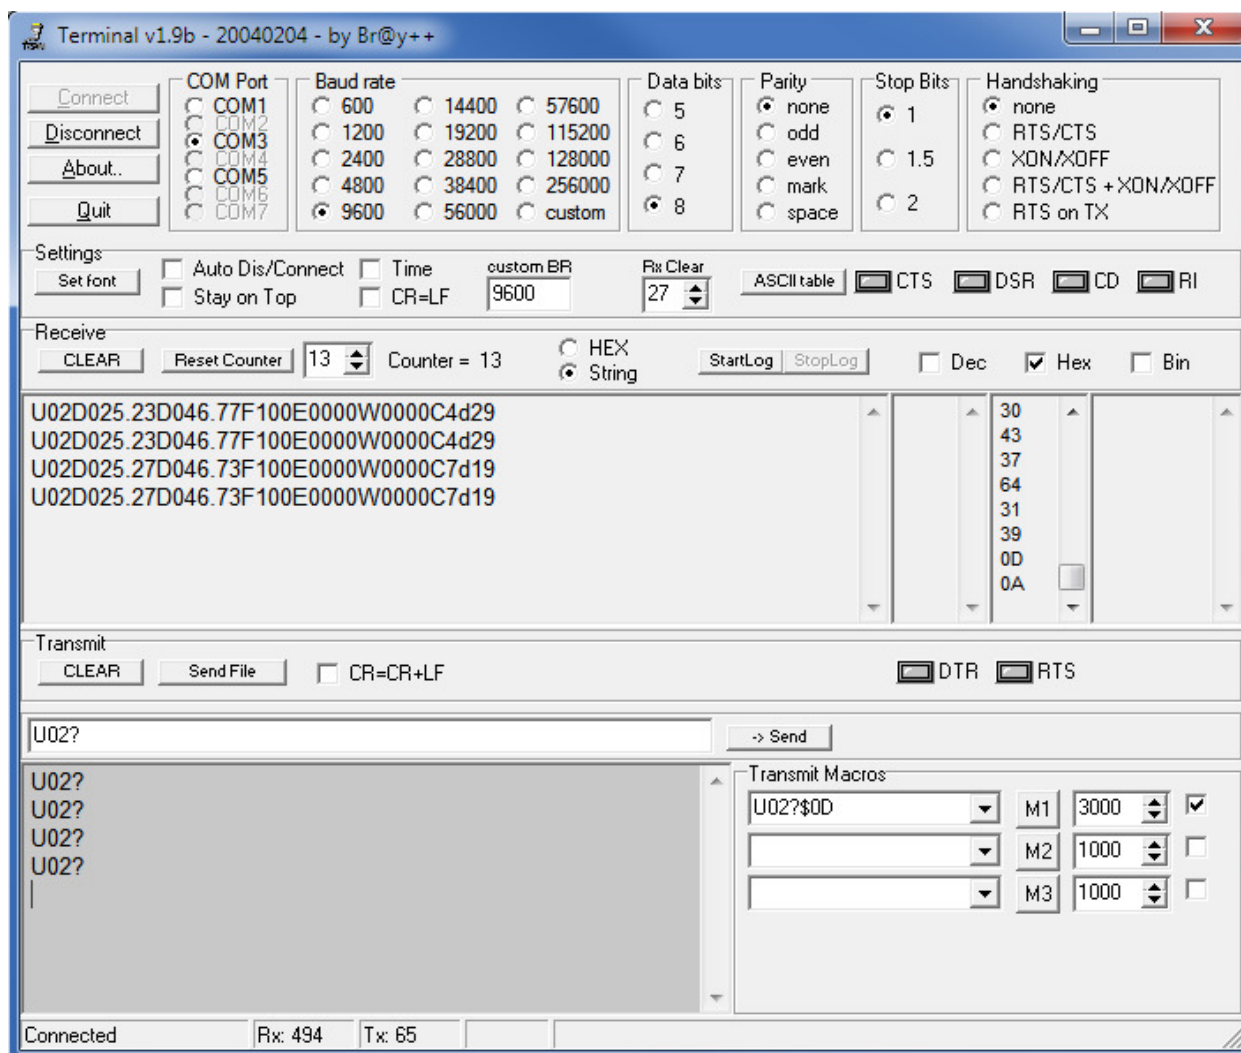 Terminal v1.9b - 20040204 - by Br@y++
Connect
Disconnect
About..
Quit
COM Port
COM1
COM2
COM3
COM4
COM5
COM6
COM7
Baud rate
600 14400 57600
1200 19200 115200
2400 28800 128000
4800 38400 256000
9600 56000 custom
Data bits
5
6
7
8
Parity
none
odd
even
mark
space
Stop Bits
1
1.5
2
Handshaking
none
RTS/CTS
XON/XOFF
RTS/CTS + XON/XOFF
RTS on TX
Settings
Set font
Auto Dis/Connect Time
Stay on Top CR=LF
custom BR
9600
Rx Clear
27
ASCII table CTS DSR CD RI
Receive
CLEAR Reset Counter 13 Counter = 13
HEX
String
StartLog StopLog Dec Hex Bin
U02D025.23D046.77F100E0000W0000C4d29
U02D025.23D046.77F100E0000W0000C4d29
U02D025.27D046.73F100E0000W0000C7d19
U02D025.27D046.73F100E0000W0000C7d19
30
43
37
64
31
39
0D
0A
Transmit
CLEAR Send File CR=CR+LF DTR RTS
U02? -> Send
U02?
U02?
U02?
U02?
Transmit Macros
U02?$0D M1 3000
M2 1000
M3 1000
Connected Rx: 494 Tx: 65